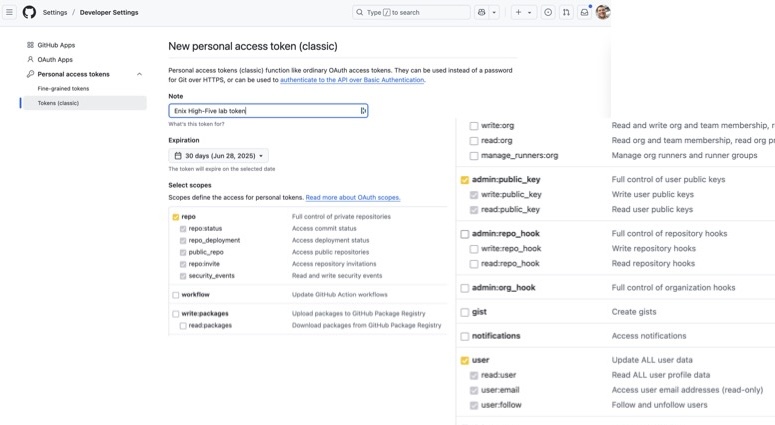 Settings / Developer Settings
Type / to search
GitHub Apps
OAuth Apps
Personal access tokens
Fine-grained tokens
Tokens (classic)
New personal access token (classic)
Personal access tokens (classic) function like ordinary OAuth access tokens. They can be used instead of a password
for Git over HTTPS, or can be used to authenticate to the API over Basic Authentication.
Note
Enix High-Five lab token
What's this token for?
Expiration
30 days (Jun 28, 2025)
The token will expire on the selected date
Select scopes
Scopes define the access for personal tokens. Read more about OAuth scopes.
repo Full control of private repositories
repo:status Access commit status
repo_deployment Access deployment status
public_repo Access public repositories
repo:invite Access repository invitations
security_events Read and write security events
workflow Update GitHub Action workflows
write:packages Upload packages to GitHub Package Registry
read:packages Download packages from GitHub Package Registry
write:org Read and write org and team membership, r
read:org Read org and team membership, read org pr
manage_runners:org Manage org runners and runner groups
admin:public_key Full control of user public keys
write:public_key Write user public keys
read:public_key Read user public keys
admin:repo_hook Full control of repository hooks
write:repo_hook Write repository hooks
read:repo_hook Read repository hooks
admin:org_hook Full control of organization hooks
gist Create gists
notifications Access notifications
user Update ALL user data
read:user Read ALL user profile data
user:email Access user email addresses (read-only)
user:follow Follow and unfollow users